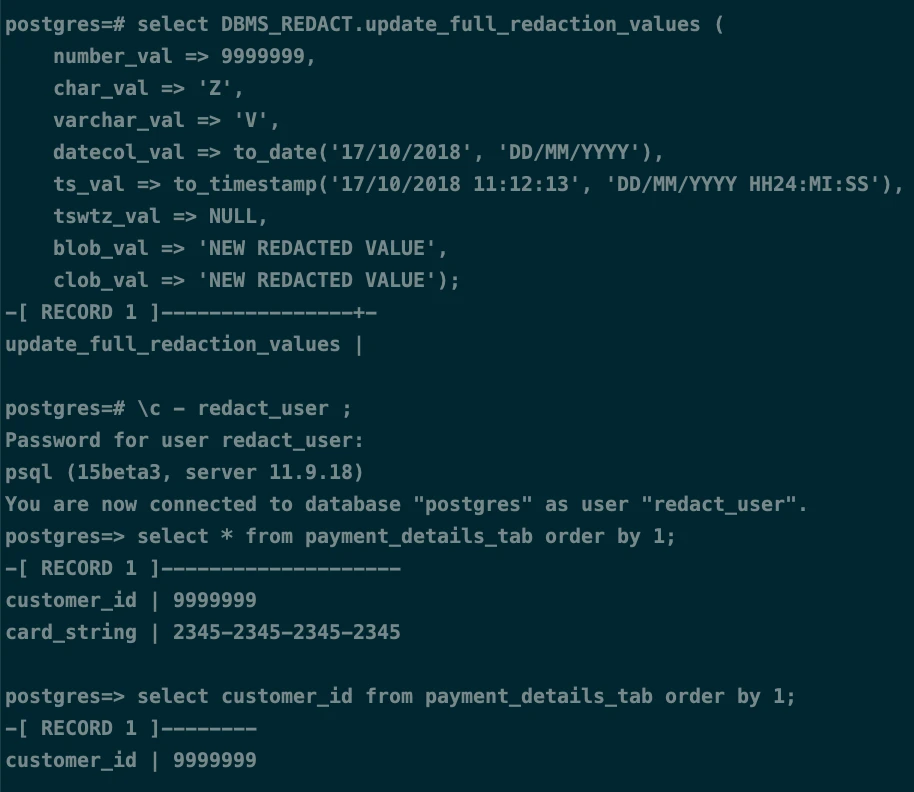 postgres=# select DBMS_REDACT.update_full_redaction_values (
    number_val => 9999999,
    char_val => 'Z',
    varchar_val => 'V',
    datecol_val => to_date('17/10/2018', 'DD/MM/YYYY'),
    ts_val => to_timestamp('17/10/2018 11:12:13', 'DD/MM/YYYY HH24:MI:SS'),
    tswtz_val => NULL,
    blob_val => 'NEW REDACTED VALUE',
    clob_val => 'NEW REDACTED VALUE');
-[ RECORD 1 ]----------------+-
update_full_redaction_values |

postgres=# \c - redact_user ;
Password for user redact_user:
psql (15beta3, server 11.9.18)
You are now connected to database "postgres" as user "redact_user".
postgres=> select * from payment_details_tab order by 1;
-[ RECORD 1 ]--------------------
customer_id | 9999999
card_string | 2345-2345-2345-2345

postgres=> select customer_id from payment_details_tab order by 1;
-[ RECORD 1 ]--------
customer_id | 9999999